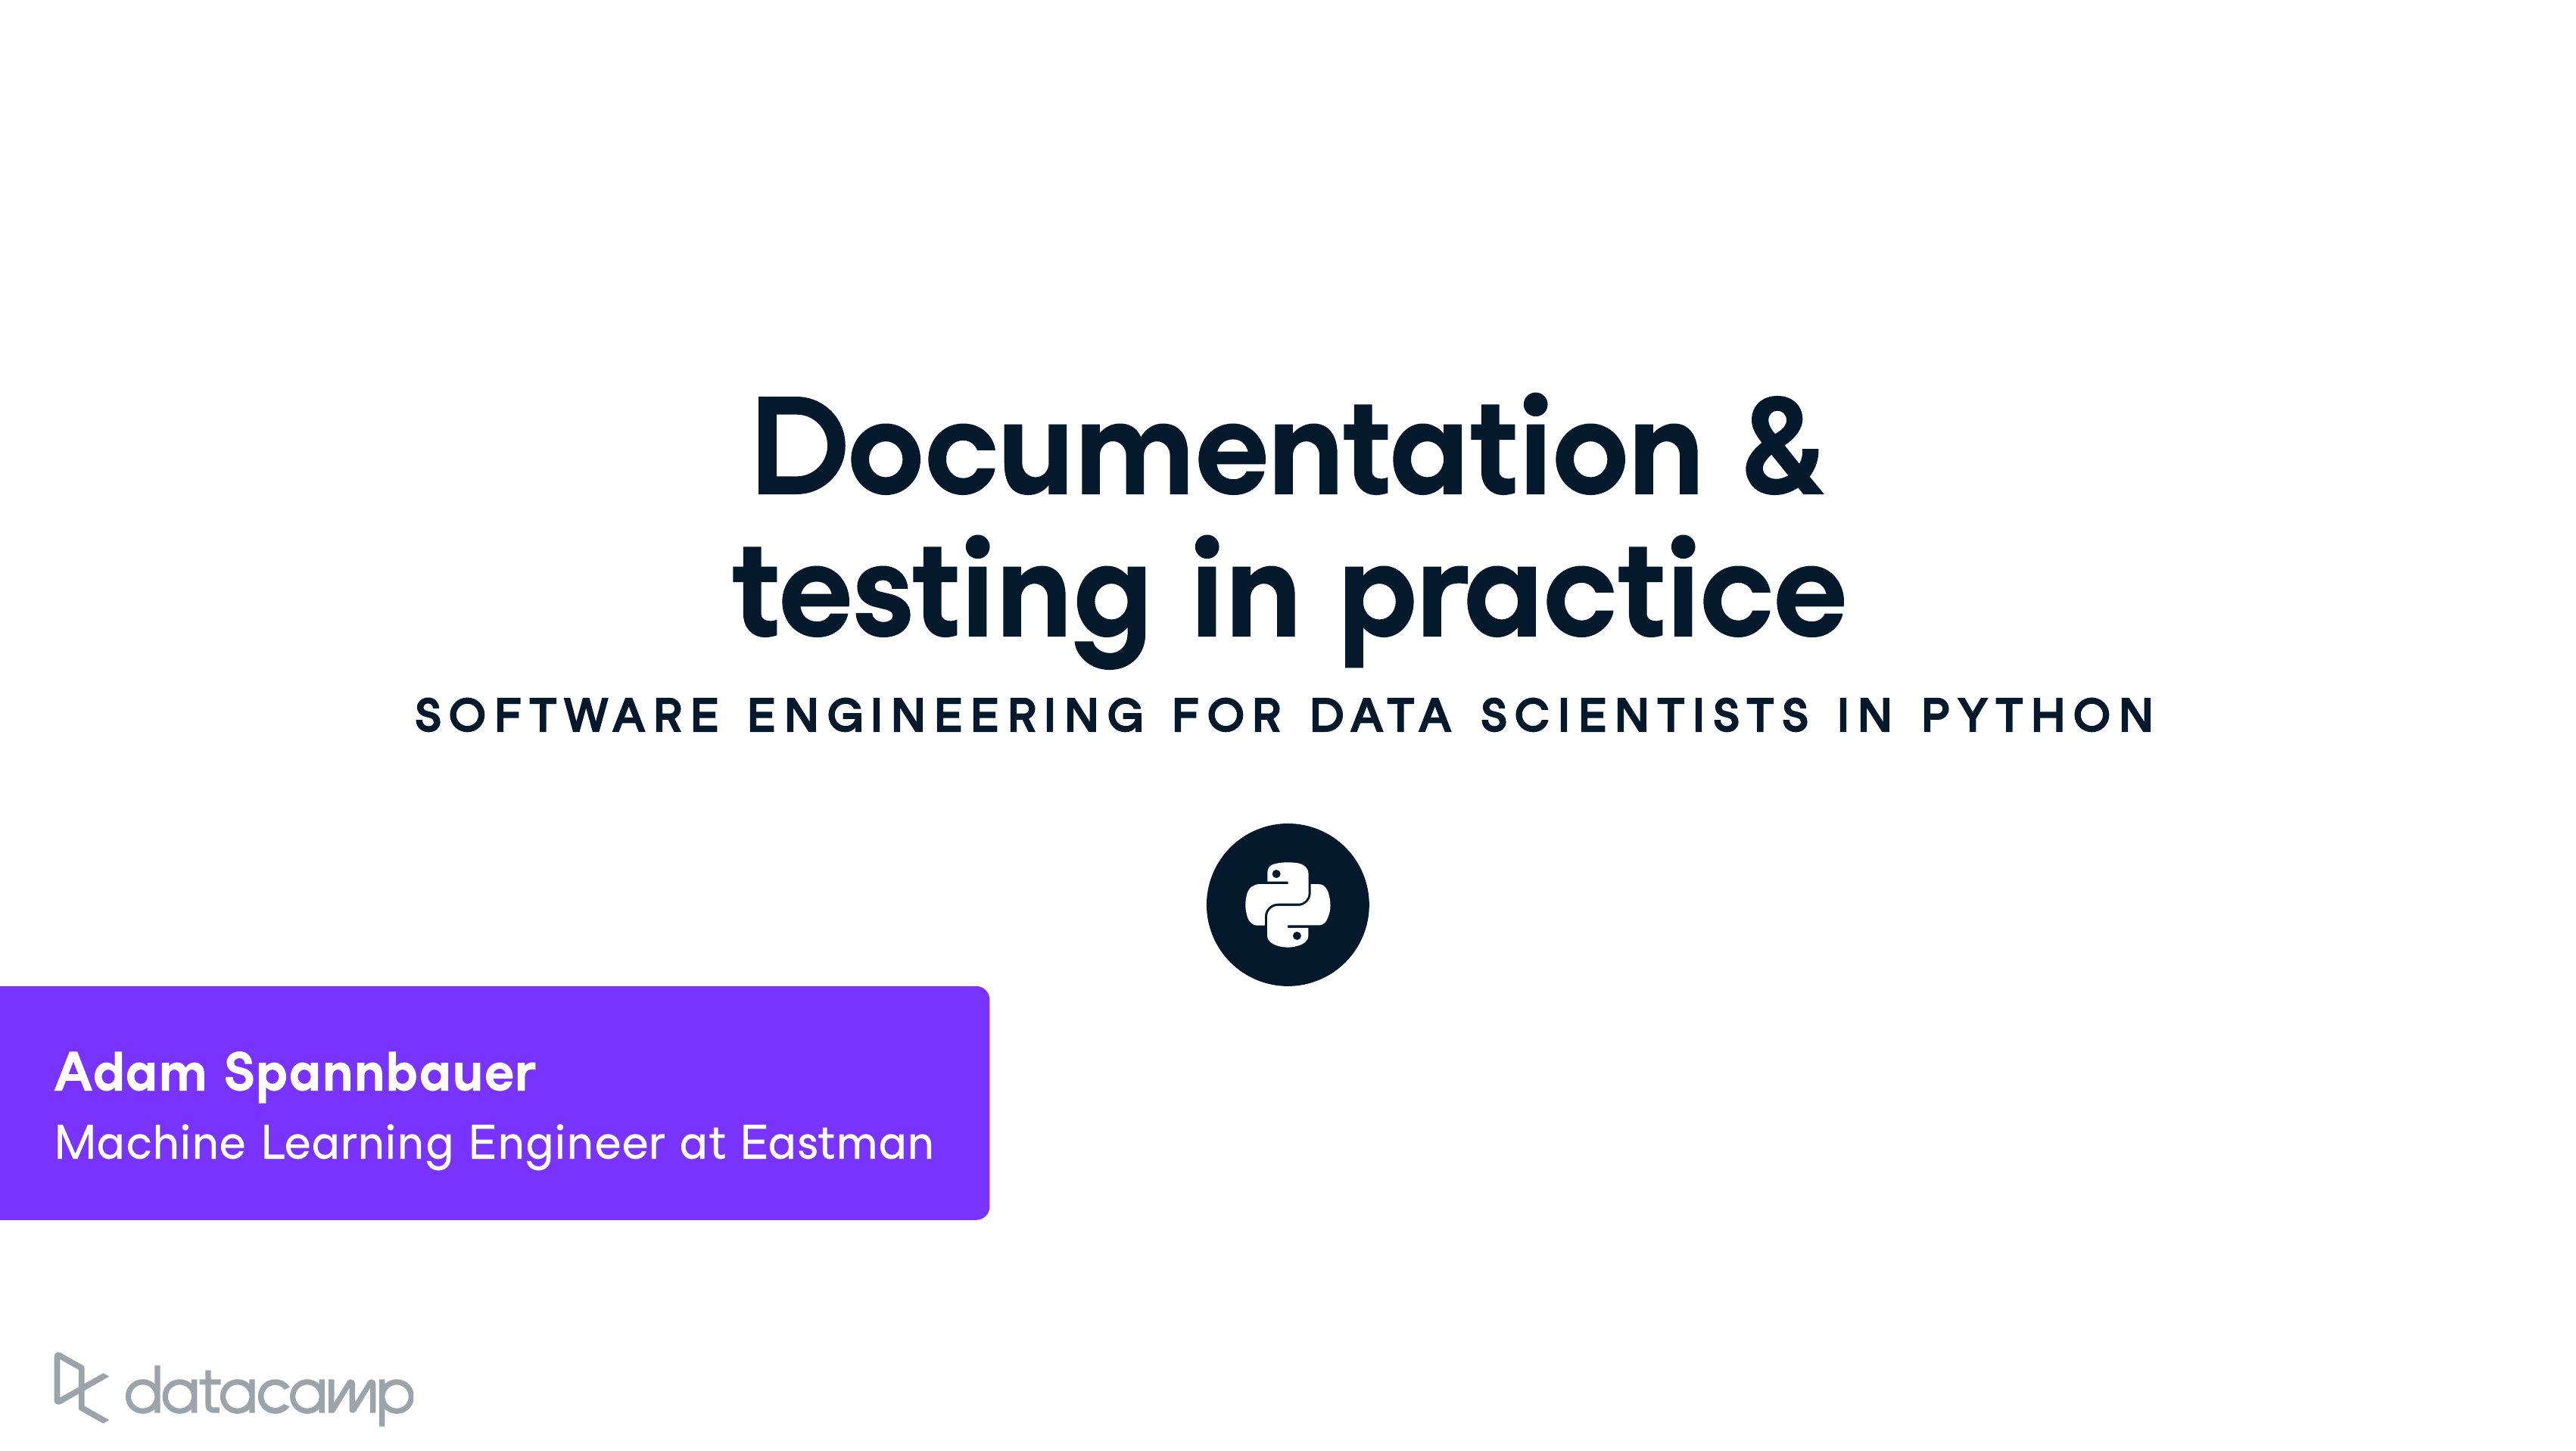 Documentation &
testing in practice
SOFTWARE ENGINEERING FOR DATA SCIENTISTS IN PYTHON
Adam Spannbauer
Machine Learning Engineer at Eastman
datacamp